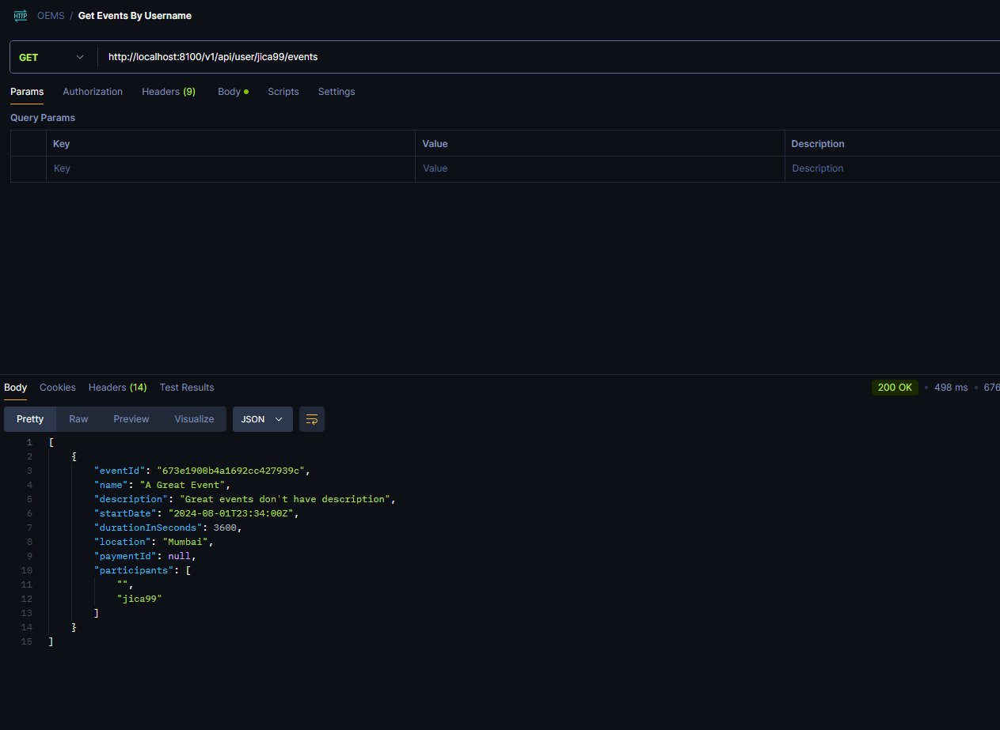 HTTP OEMS / Get Events By Username
GET http://localhost:8100/v1/api/user/jica99/events
Params Authorization Headers (9) Body Scripts Settings
Query Params
Key Value Description
Key Value Description
Body Cookies Headers (14) Test Results 200 OK • 498 ms • 676
Pretty Raw Preview Visualize JSON
1 [
2 {
3 "eventId": "673e1900b4a1692cc427939c",
4 "name": "A Great Event",
5 "description": "Great events don't have description",
6 "startDate": "2024-08-01T23:34:00Z",
7 "durationInSeconds": 3600,
8 "location": "Mumbai",
9 "paymentId": null,
10 "participants": [
11 "",
12 "jica99"
13 ]
14 }
15 ]